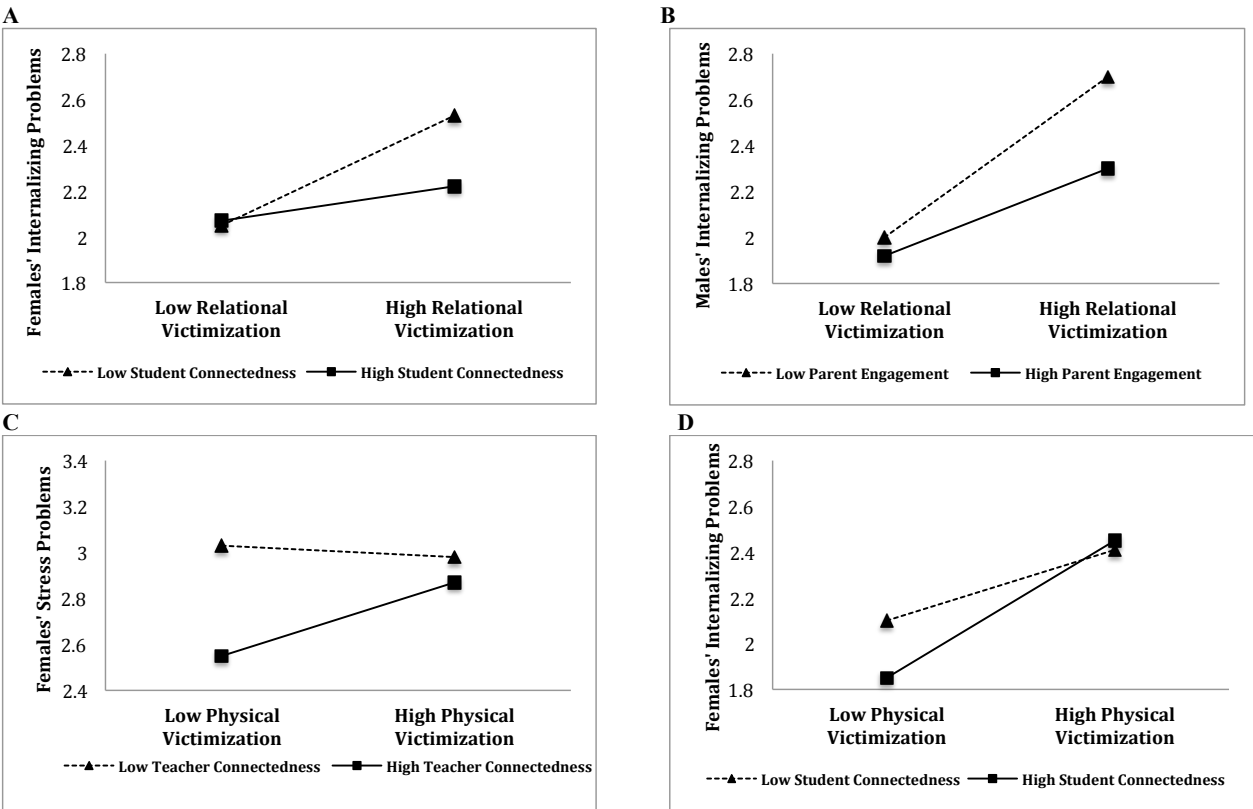 A
Females' Internalizing Problems
2.8
2.6
2.4
2.2
2
1.8
Low Relational
Victimization
High Relational
Victimization
Low Student Connectedness
High Student Connectedness
B
Males' Internalizing Problems
2.8
2.6
2.4
2.2
2
1.8
Low Relational
Victimization
High Relational
Victimization
Low Parent Engagement
High Parent Engagement
C
Females' Stress Problems
3.4
3.2
3
2.8
2.6
2.4
Low Physical
Victimization
High Physical
Victimization
Low Teacher Connectedness
High Teacher Connectedness
D
Females' Internalizing Problems
2.8
2.6
2.4
2.2
2
1.8
Low Physical
Victimization
High Physical
Victimization
Low Student Connectedness
High Student Connectedness